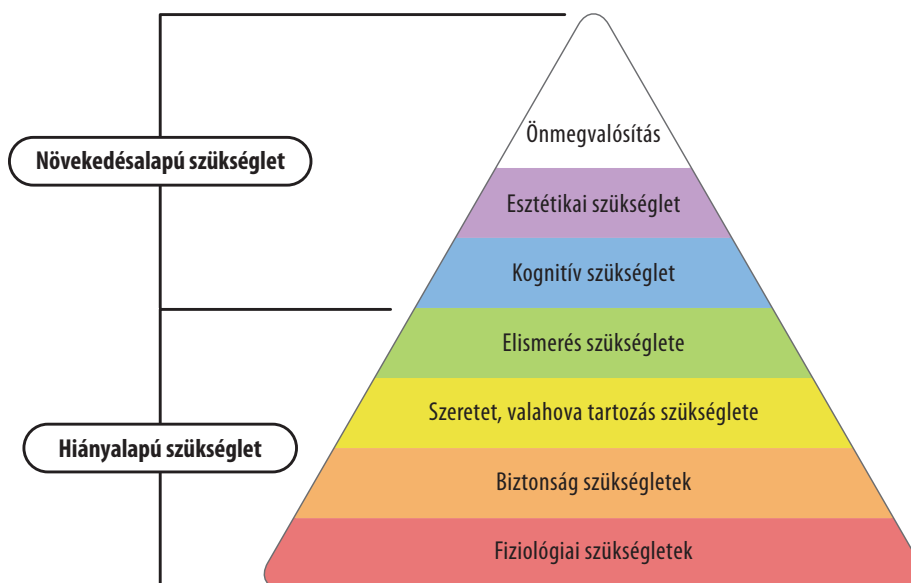 Önmegvalósítás
Növekedésalapú szükséglet
Esztétikai szükséglet
Kognitív szükséglet
Elismerés szükséglete
Szeretet, valahova tartozás szükséglete
Hiányalapú szükséglet
Biztonság szükségletek
Fiziológiai szükségletek